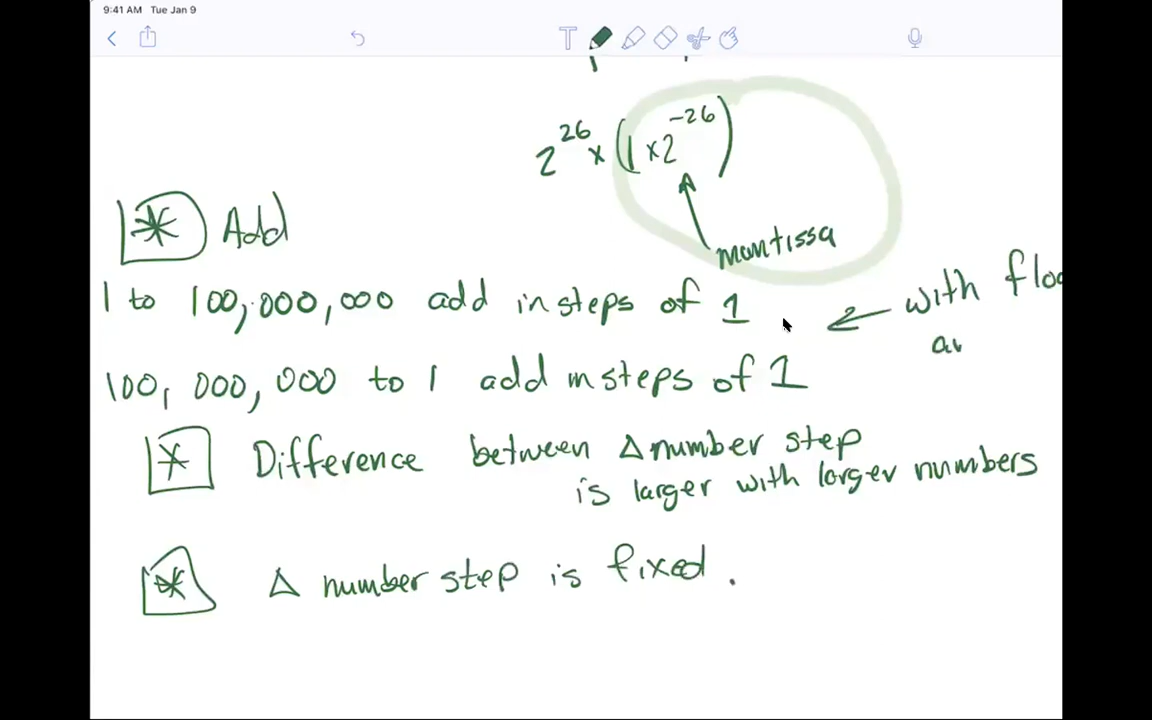 9:41 AM Tue Jan 9
T
2^26 × (1 × 2^-26)
mantissa
* Add
1 to 100,000,000 add in steps of 1 ← with floa
100,000,000 to 1 add in steps of 1
* Difference between Δ number step
is larger with larger numbers
* Δ number step is fixed.